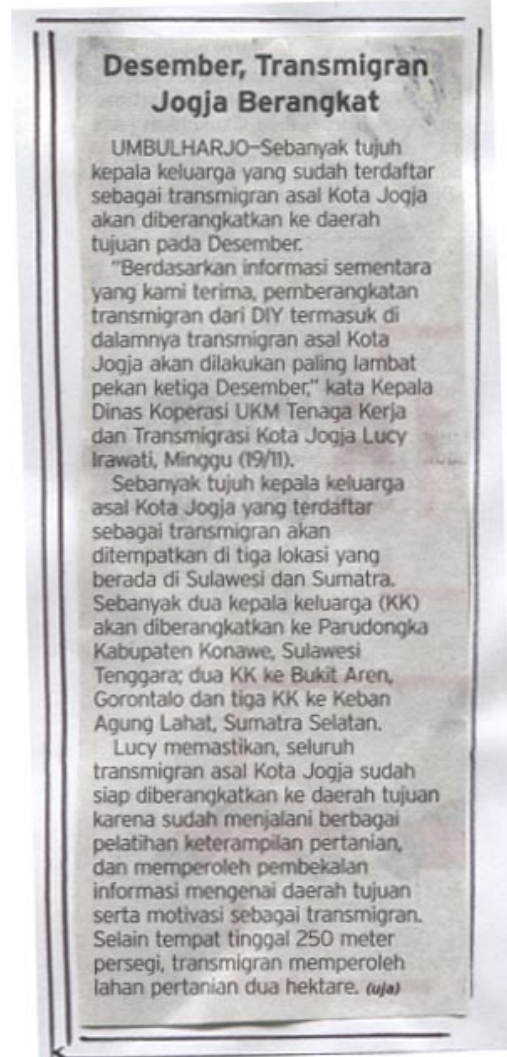 Desember, Transmigran
Jogja Berangkat
UMBULHARJO–Sebanyak tujuh
kepala keluarga yang sudah terdaftar
sebagai transmigran asal Kota Jogja
akan diberangkatkan ke daerah
tujuan pada Desember.
"Berdasarkan informasi sementara
yang kami terima, pemberangkatan
transmigran dari DIY termasuk di
dalamnya transmigran asal Kota
Jogja akan dilakukan paling lambat
pekan ketiga Desember," kata Kepala
Dinas Koperasi UKM Tenaga Kerja
dan Transmigrasi Kota Jogja Lucy
Irawati, Minggu (19/11).
Sebanyak tujuh kepala keluarga
asal Kota Jogja yang terdaftar
sebagai transmigran akan
ditempatkan di tiga lokasi yang
berada di Sulawesi dan Sumatra.
Sebanyak dua kepala keluarga (KK)
akan diberangkatkan ke Parudongka
Kabupaten Konawe, Sulawesi
Tenggara; dua KK ke Bukit Aren,
Gorontalo dan tiga KK ke Keban
Agung Lahat, Sumatra Selatan.
Lucy memastikan, seluruh
transmigran asal Kota Jogja sudah
siap diberangkatkan ke daerah tujuan
karena sudah menjalani berbagai
pelatihan keterampilan pertanian,
dan memperoleh pembekalan
informasi mengenai daerah tujuan
serta motivasi sebagai transmigran.
Selain tempat tinggal 250 meter
persegi, transmigran memperoleh
lahan pertanian dua hektare. (uja)